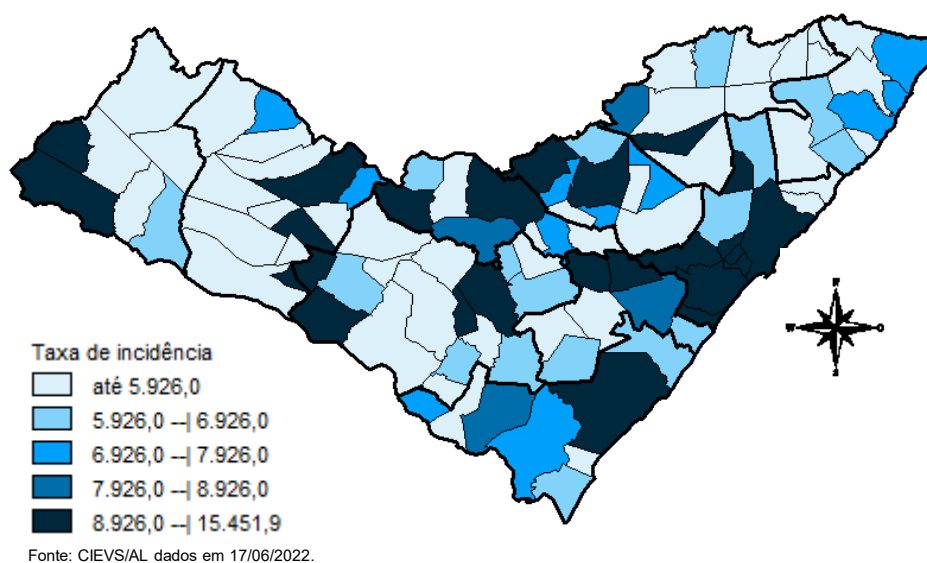 Taxa de incidência
até 5.926,0
5.926,0 --| 6.926,0
6.926,0 --| 7.926,0
7.926,0 --| 8.926,0
8.926,0 --| 15.451,9
Fonte: CIEVS/AL dados em 17/06/2022.